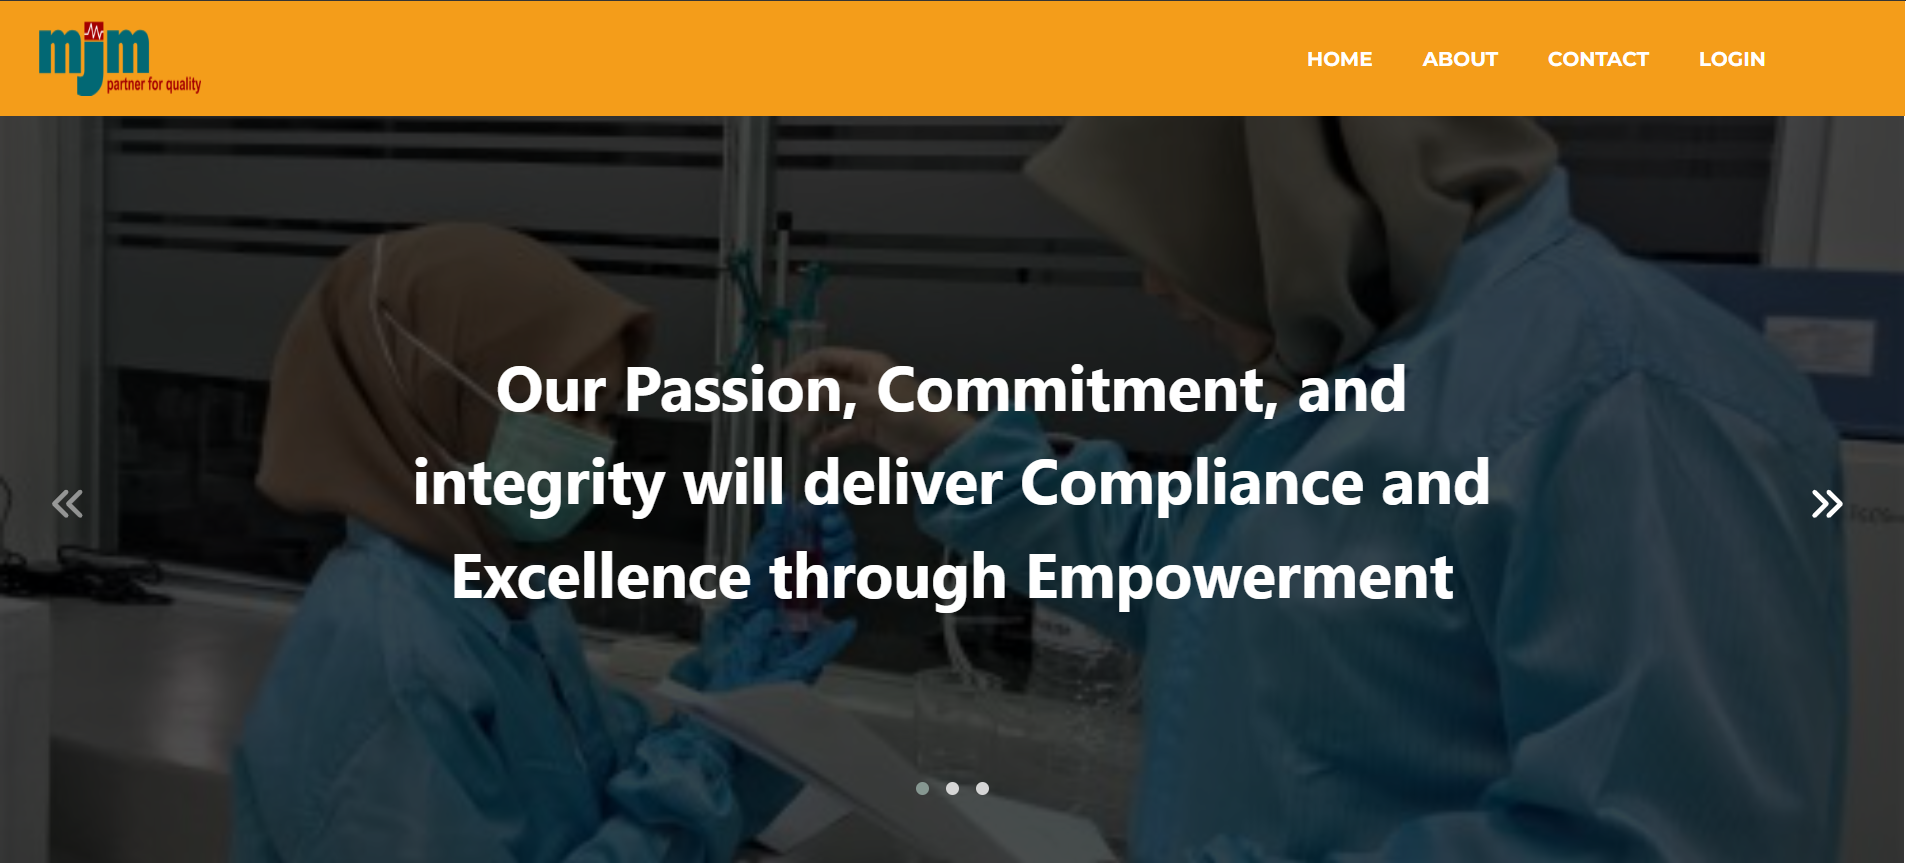 mjm
partner for quality
HOME ABOUT CONTACT LOGIN
Our Passion, Commitment, and
integrity will deliver Compliance and
Excellence through Empowerment